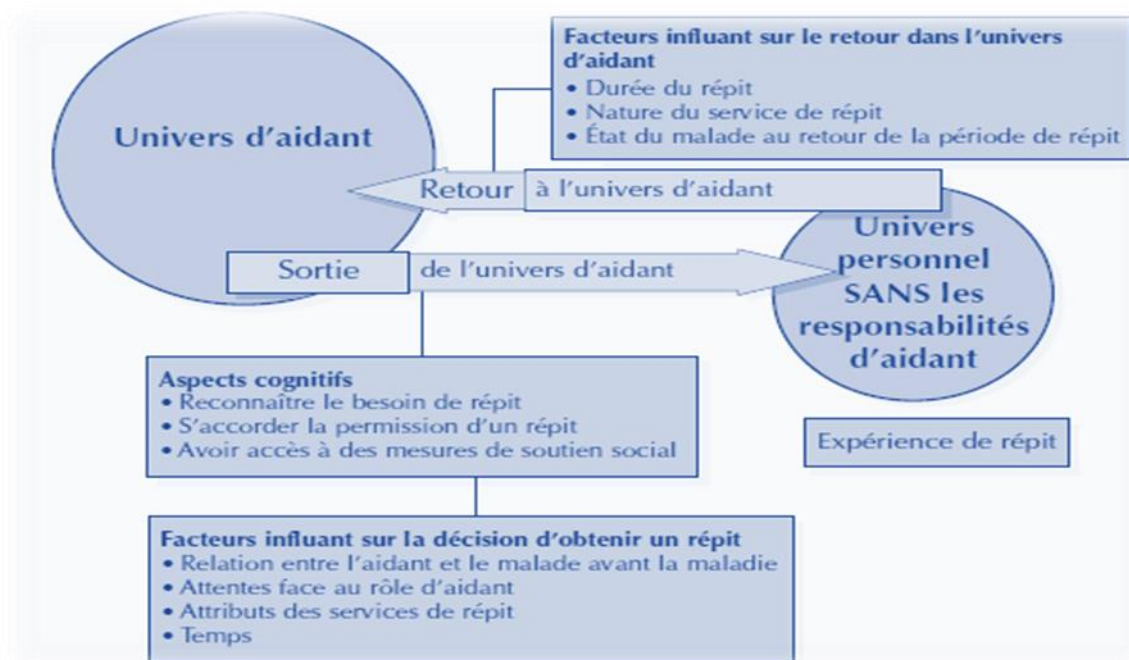 Facteurs influant sur le retour dans l'univers
d'aidant
• Durée du répit
• Nature du service de répit
• État du malade au retour de la période de répit
Univers d'aidant
Retour à l'univers d'aidant
Sortie de l'univers d'aidant
Univers
personnel
SANS les
responsabilités
d'aidant
Aspects cognitifs
• Reconnaître le besoin de répit
• S'accorder la permission d'un répit
• Avoir accès à des mesures de soutien social
Expérience de répit
Facteurs influant sur la décision d'obtenir un répit
• Relation entre l'aidant et le malade avant la maladie
• Attentes face au rôle d'aidant
• Attributs des services de répit
• Temps